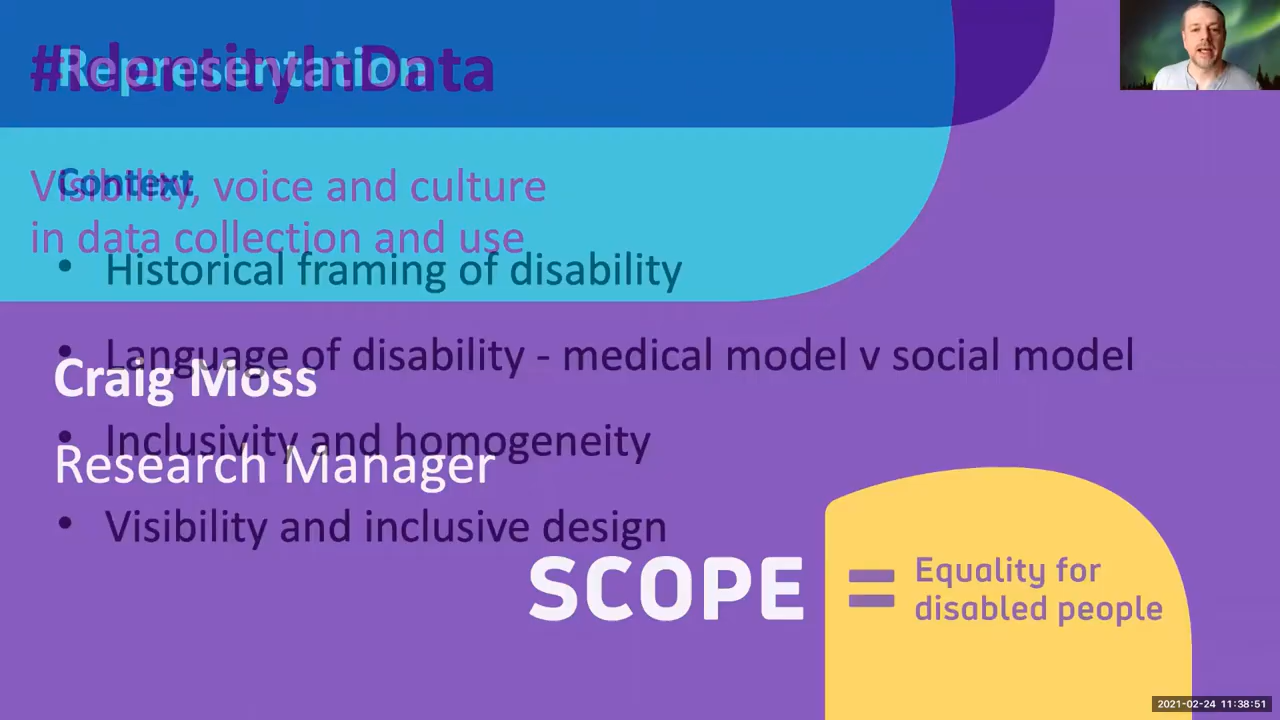 #IdentityInData
Representation
Visibility, voice and culture
in data collection and use
Context
• Historical framing of disability
• Language of disability - medical model v social model
• Inclusivity and homogeneity
• Visibility and inclusive design
Craig Moss
Research Manager
SCOPE = Equality for
disabled people
2021-02-24 11:38:51